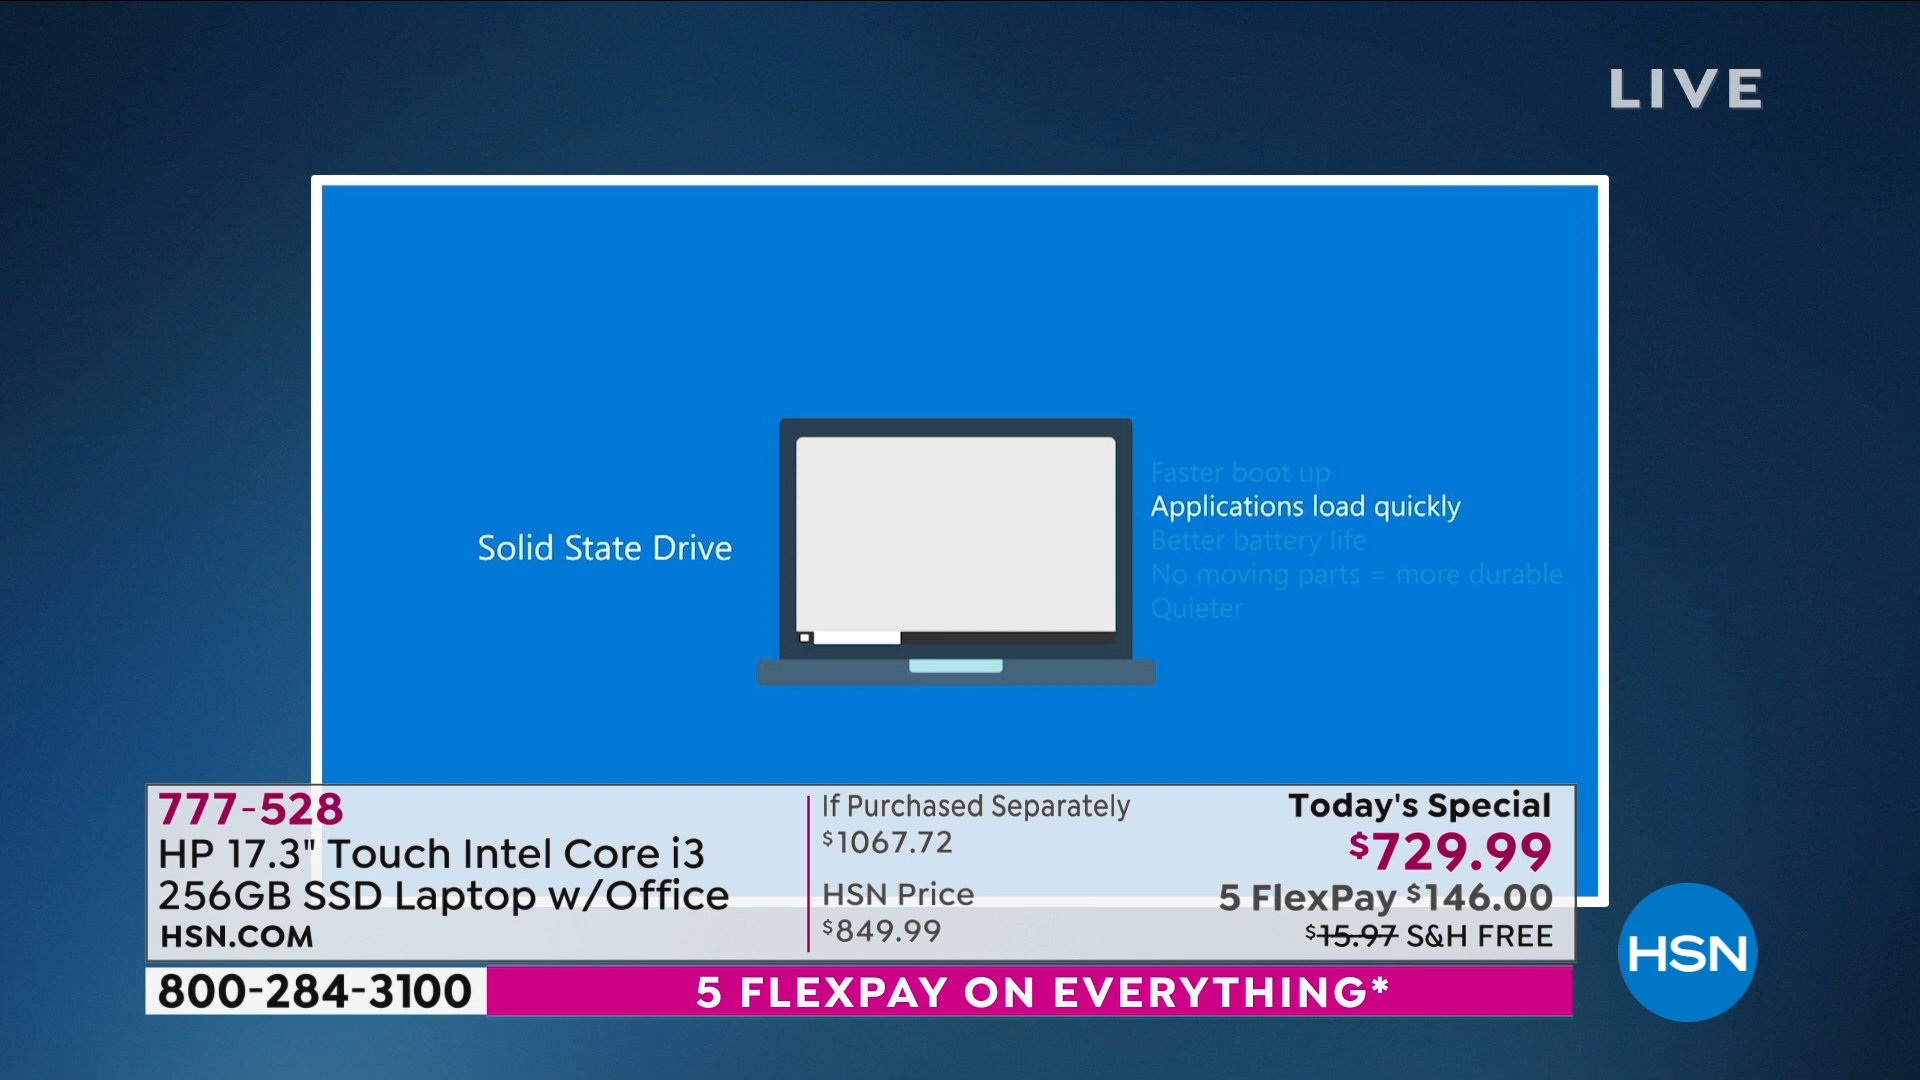 LIVE
Solid State Drive
Faster boot up
Applications load quickly
Better battery life
No moving parts = more durable
Quieter
777-528
HP 17.3" Touch Intel Core i3
256GB SSD Laptop w/Office
HSN.COM
If Purchased Separately
$1067.72
HSN Price
$849.99
Today's Special
$729.99
5 FlexPay $146.00
$15.97 S&H FREE
HSN
800-284-3100
5 FLEXPAY ON EVERYTHING*